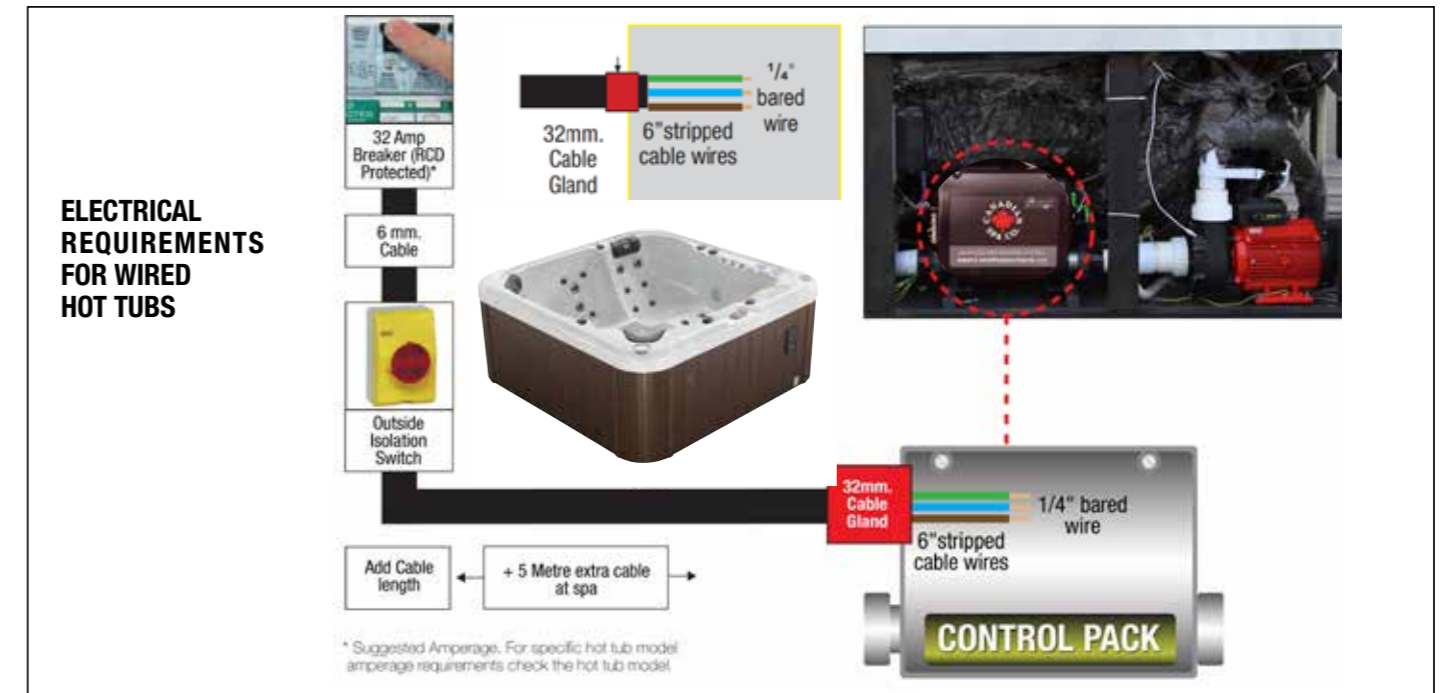 ELECTRICAL
REQUIREMENTS
FOR WIRED
HOT TUBS
32 Amp
Breaker (RCD
Protected)*
6 mm.
Cable
Outside
Isolation
Switch
32mm.
Cable
Gland
6"stripped
cable wires
1/4"
bared
wire
CANADIAN
SPA CO.
32mm.
Cable
Gland
6"stripped
cable wires
1/4" bared
wire
CONTROL PACK
Add Cable
length
+ 5 Metre extra cable
at spa
* Suggested Amperage. For specific hot tub model
amperage requirements check the hot tub model.